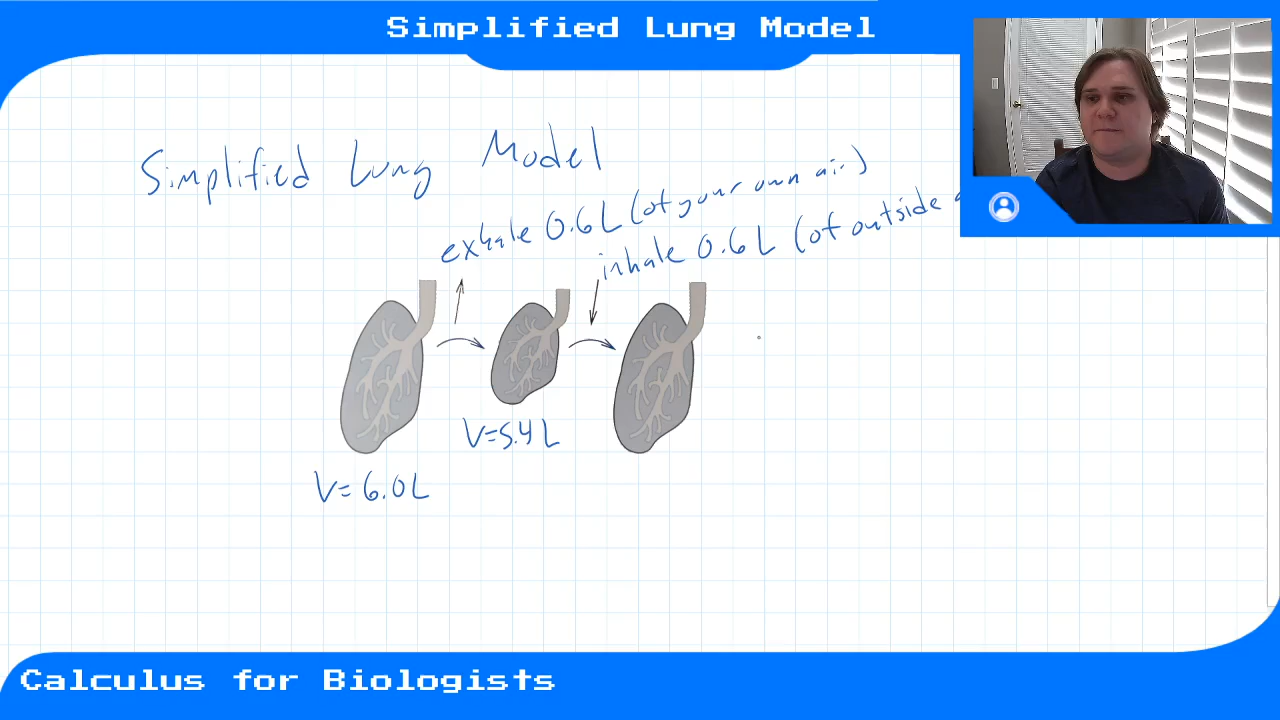 Simplified Lung Model
Simplified Lung Model
exhale 0.6 L (of your own air)
inhale 0.6 L (of outside
V=5.4 L
V= 6.0 L
Calculus for Biologists